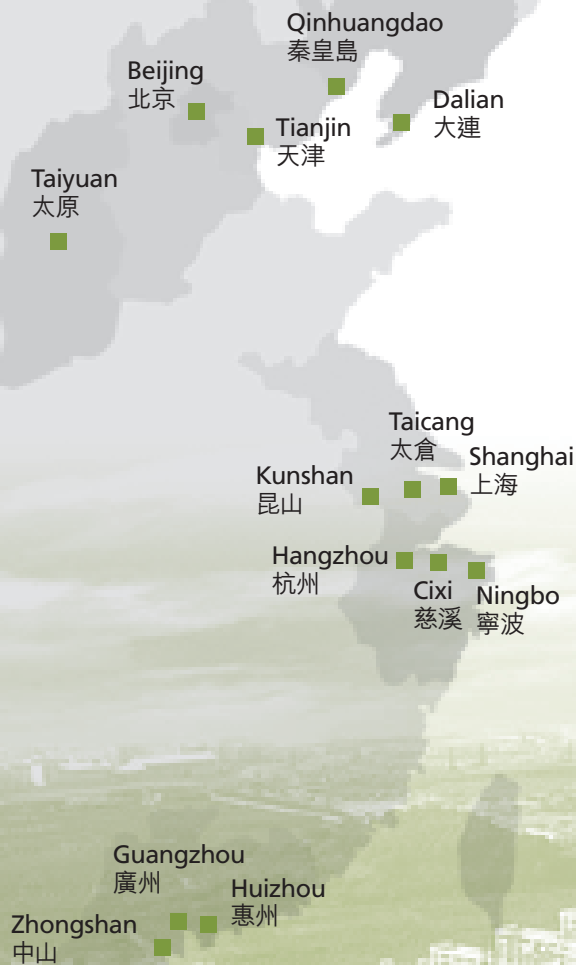 Qinhuangdao
秦皇島
Beijing
北京
Dalian
大連
Tianjin
天津
Taiyuan
太原
Taicang
太倉
Shanghai
上海
Kunshan
昆山
Hangzhou
杭州
Cixi
慈溪
Ningbo
寧波
Guangzhou
廣州
Huizhou
惠州
Zhongshan
中山